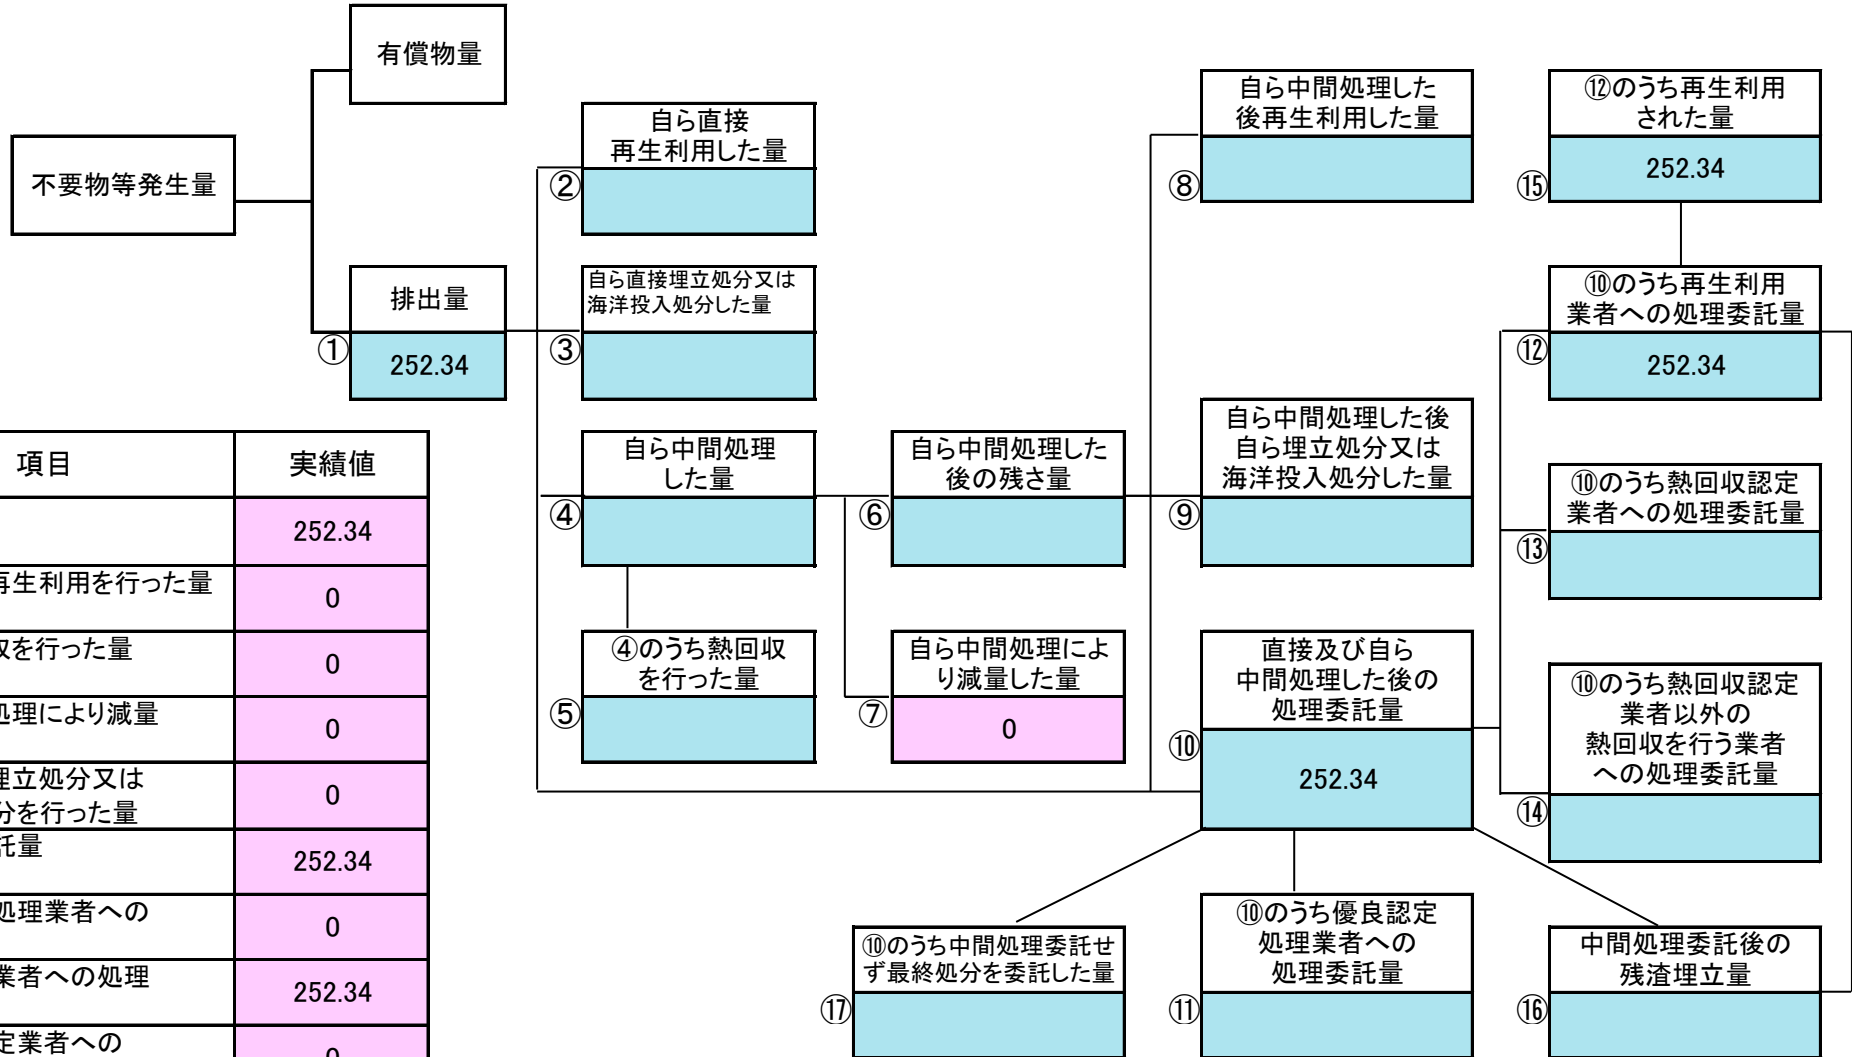 有償物量
不要物等発生量
排出量
①
252.34
自ら直接
再生利用した量
②
自ら直接埋立処分又は
海洋投入処分した量
③
自ら中間処理
した量
④
④のうち熱回収
を行った量
⑤
自ら中間処理した
後の残さ量
⑥
自ら中間処理によ
り減量した量
⑦
0
自ら中間処理した
後再生利用した量
⑧
自ら中間処理した後
自ら埋立処分又は
海洋投入処分した量
⑨
直接及び自ら
中間処理した後の
処理委託量
⑩
252.34
⑫のうち再生利用
された量
⑮
252.34
⑩のうち再生利用
業者への処理委託量
⑫
252.34
⑩のうち熱回収認定
業者への処理委託量
⑬
⑩のうち熱回収認定
業者以外の
熱回収を行う業者
への処理委託量
⑭
⑩のうち中間処理委託せ
ず最終処分を委託した量
⑰
⑩のうち優良認定
処理業者への
処理委託量
⑪
中間処理委託後の
残渣埋立量
⑯
項目 実績値
252.34
再生利用を行った量 0
を行った量 0
処理により減量 0
埋立処分又は
分を行った量 0
託量 252.34
処理業者への 0
業者への処理 252.34
定業者への 0